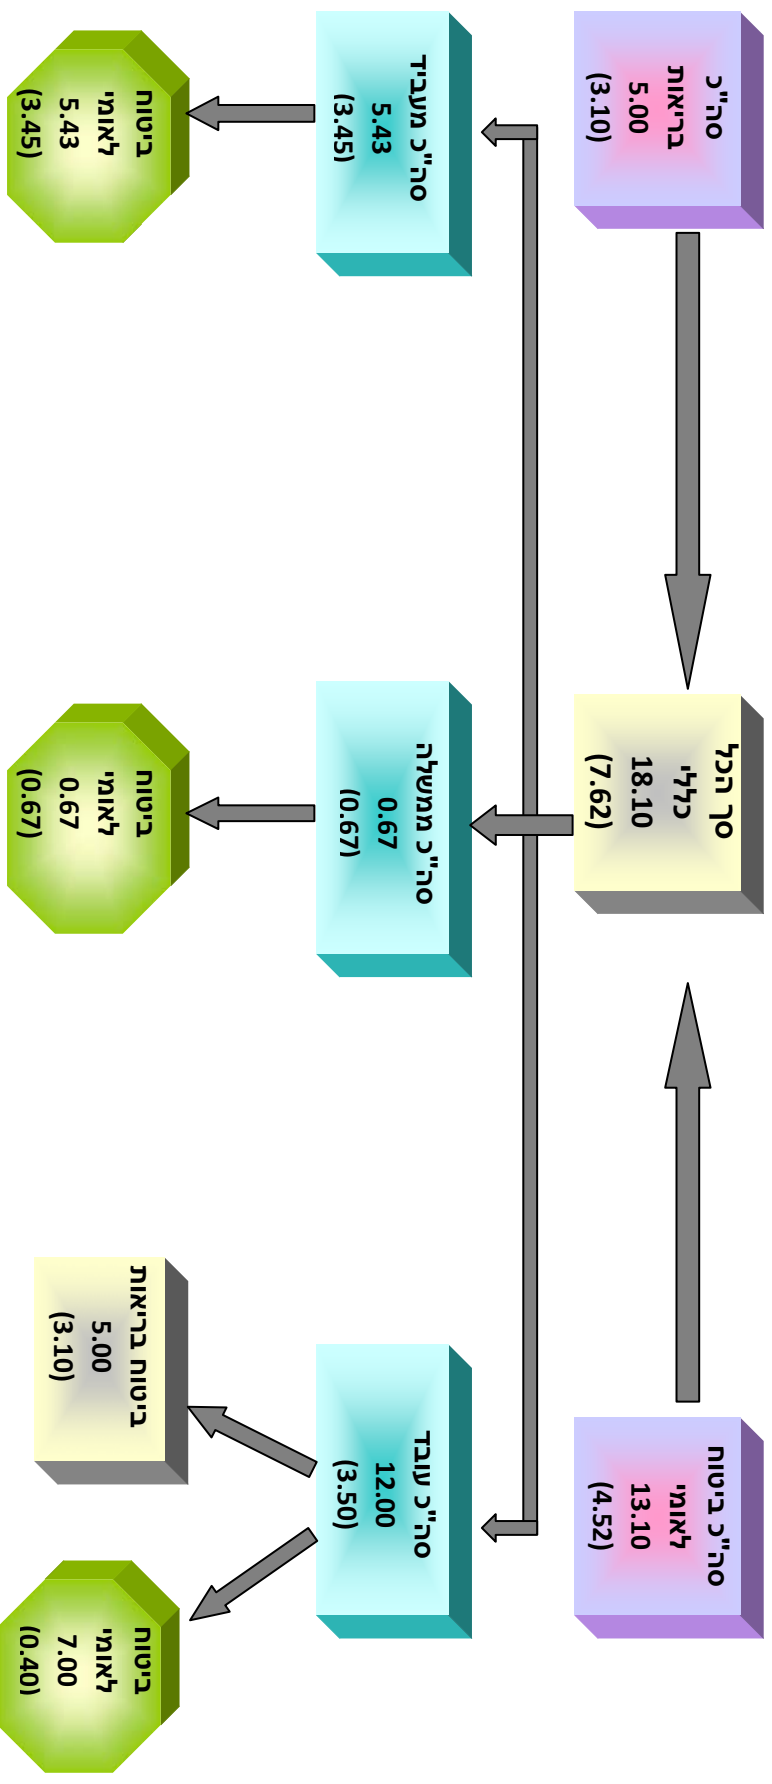 סה"כ
בריאות
5.00
(3.10)
סך הכל
כללי
18.10
(7.62)
סה"כ ביטוח
לאומי
13.10
(4.52)
סה"כ מעביד
5.43
(3.45)
סה"כ ממשלה
0.67
(0.67)
סה"כ עובד
12.00
(3.50)
ביטוח
לאומי
5.43
(3.45)
ביטוח
לאומי
0.67
(0.67)
ביטוח בריאות
5.00
(3.10)
ביטוח
לאומי
7.00
(0.40)